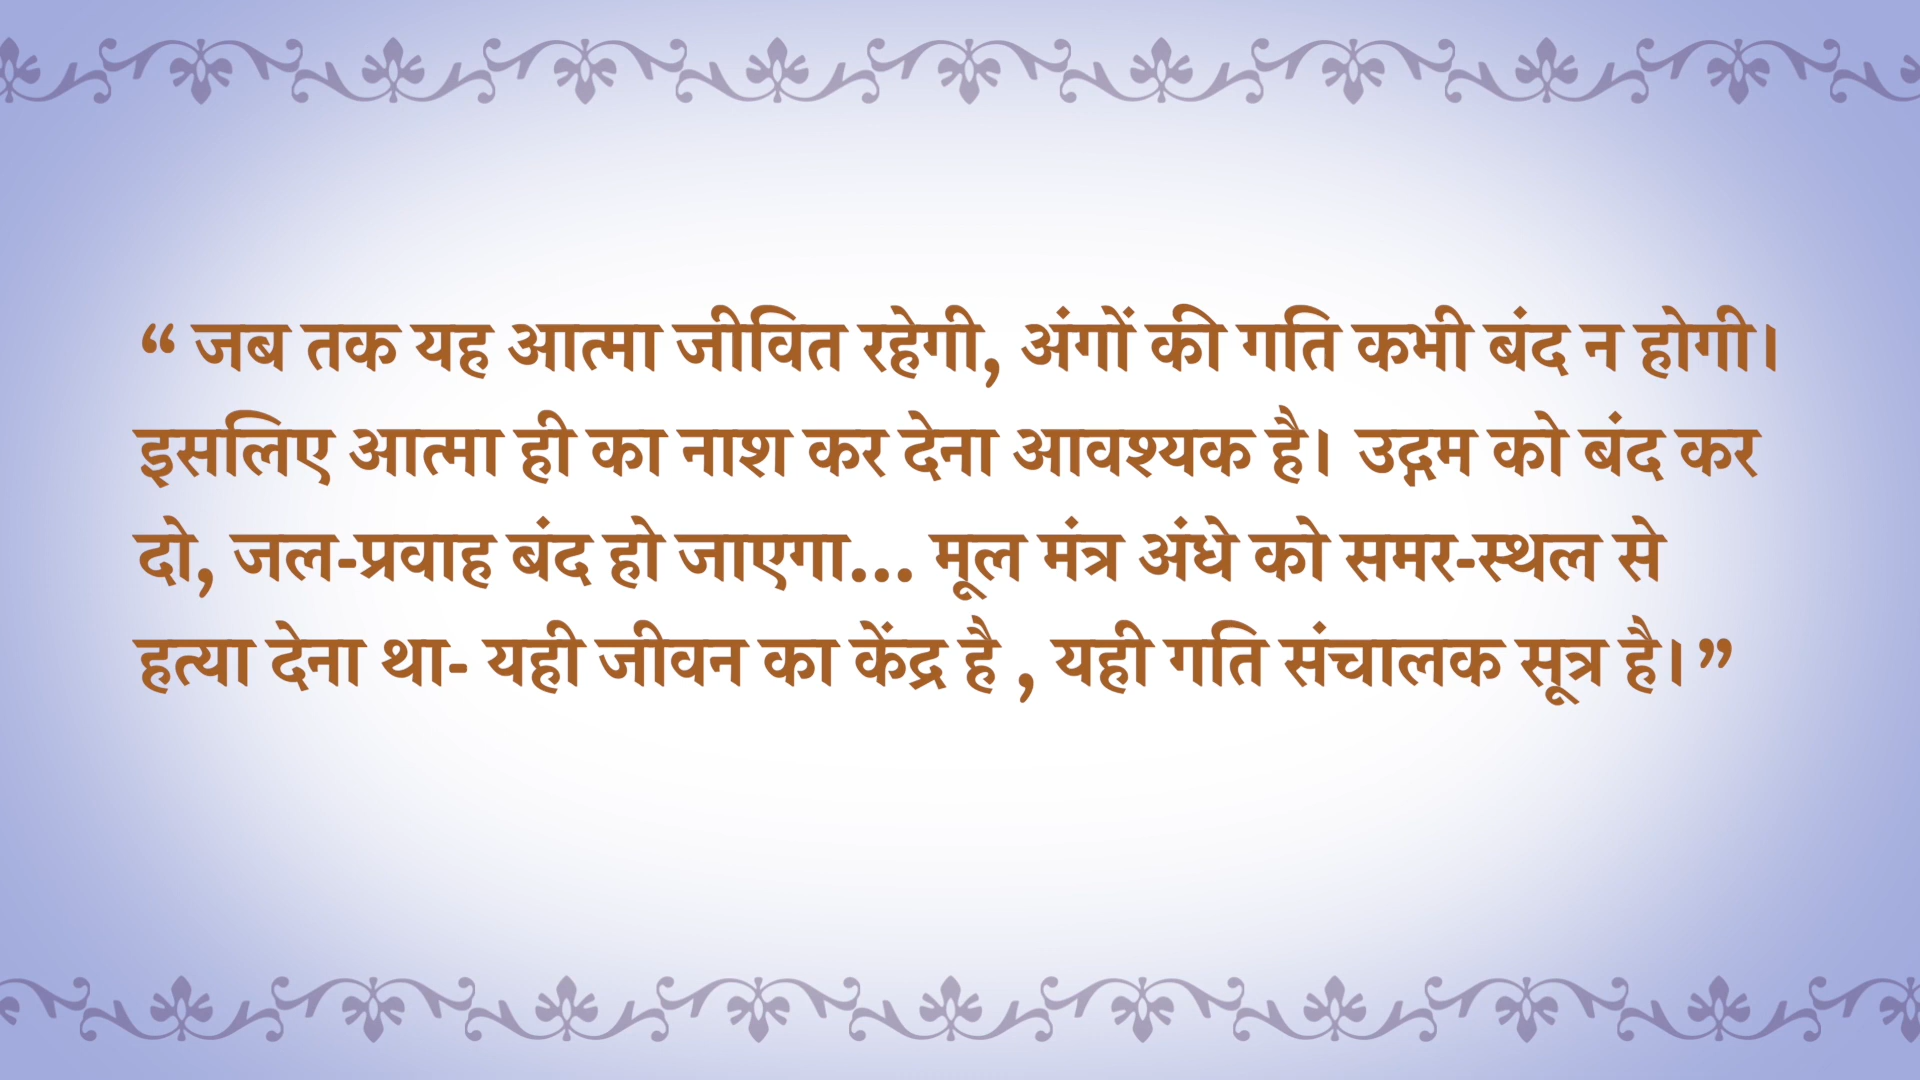 “ जब तक यह आत्मा जीवित रहेगी, अंगों की गति कभी बंद न होगी।
इसलिए आत्मा ही का नाश कर देना आवश्यक है। उद्गम को बंद कर
दो, जल-प्रवाह बंद हो जाएगा... मूल मंत्र अंधे को समर-स्थल से
हत्या देना था- यही जीवन का केंद्र है , यही गति संचालक सूत्र है।”